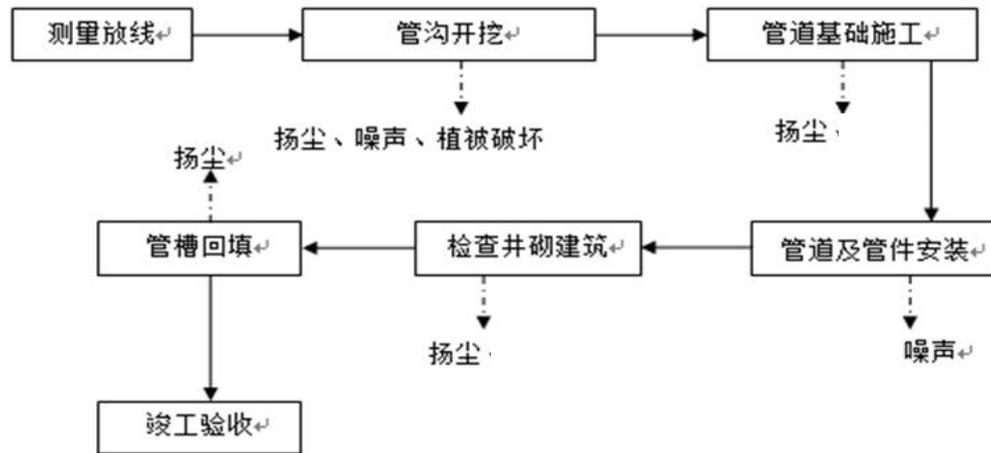 测量放线
管沟开挖
管道基础施工
扬尘、噪声、植被破坏
扬尘、
扬尘
管槽回填
检查井砌建筑
管道及管件安装
扬尘、
噪声
竣工验收